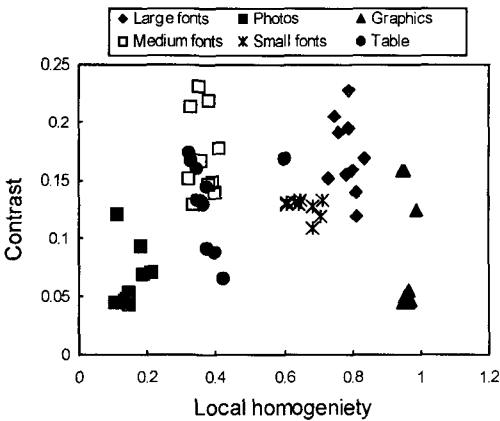 Large fonts Photos Graphics
Medium fonts Small fonts Table
0.25
0.2
0.15
0.1
0.05
0
Contrast
0 0.2 0.4 0.6 0.8 1 1.2
Local homogeniety